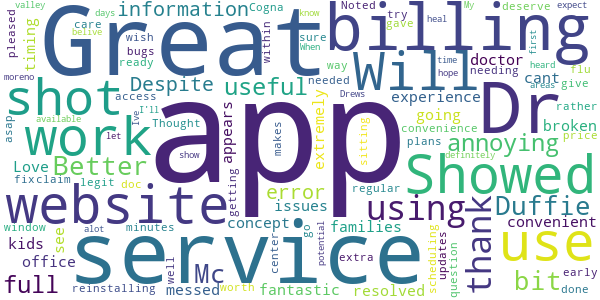 Great
app
service
billing
Will
Dr
Showed
use
website
work
shot
useful
Despite
Better
information
using
thank
Duffie
annoying
full
Mc
error
bit
experience
extremely
appears
broken
cant
going
doctor
fantastic
families
resolved
convenient
convenience
issues
concept
messed
office
kids
see
Love
Thought
fixclaim
legit
doc
asap
timing
pleased
care
bugs
ready
wish
access
Cogna
within
sure
When
know
try
gave
way
needed
Noted
deserve
My
expect
valley
days
belive
heal
time
hope
first
heard
areas
needing
flu
give
rather
price
plans
makes
sitting
Drews
getting
regular
moreno
available
I'll
I've
let
show
definitely
window
alot
minutes
reinstalling
well
worth
center
go
potential
extra
scheduling
updates
question
early
done